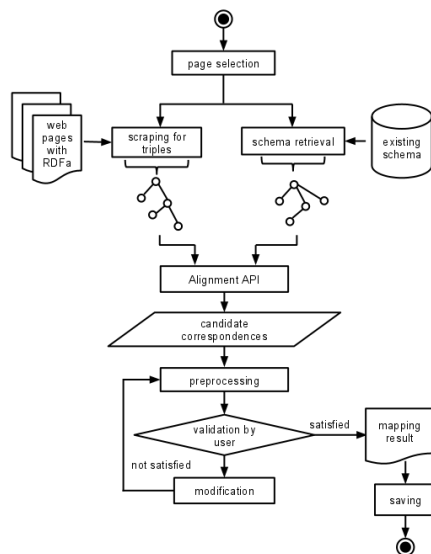 page selection
web
pages
with
RDFa
scraping for
triples
schema retrieval
existing
schema
Alignment API
candidate
correspondences
preprocessing
validation by
user
satisfied
mapping
result
not satisfied
modification
saving